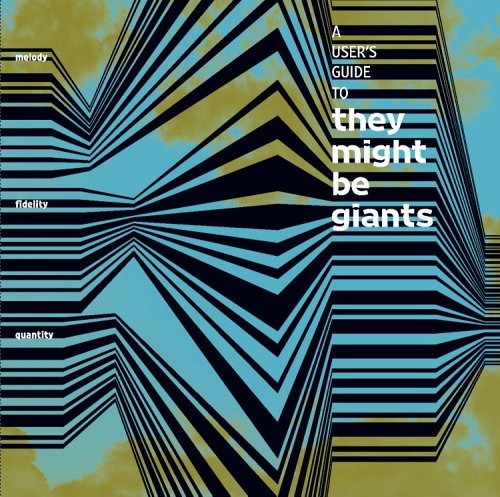 A
USER'S
GUIDE
TO
they
might
be
giants
melody
fidelity
quantity